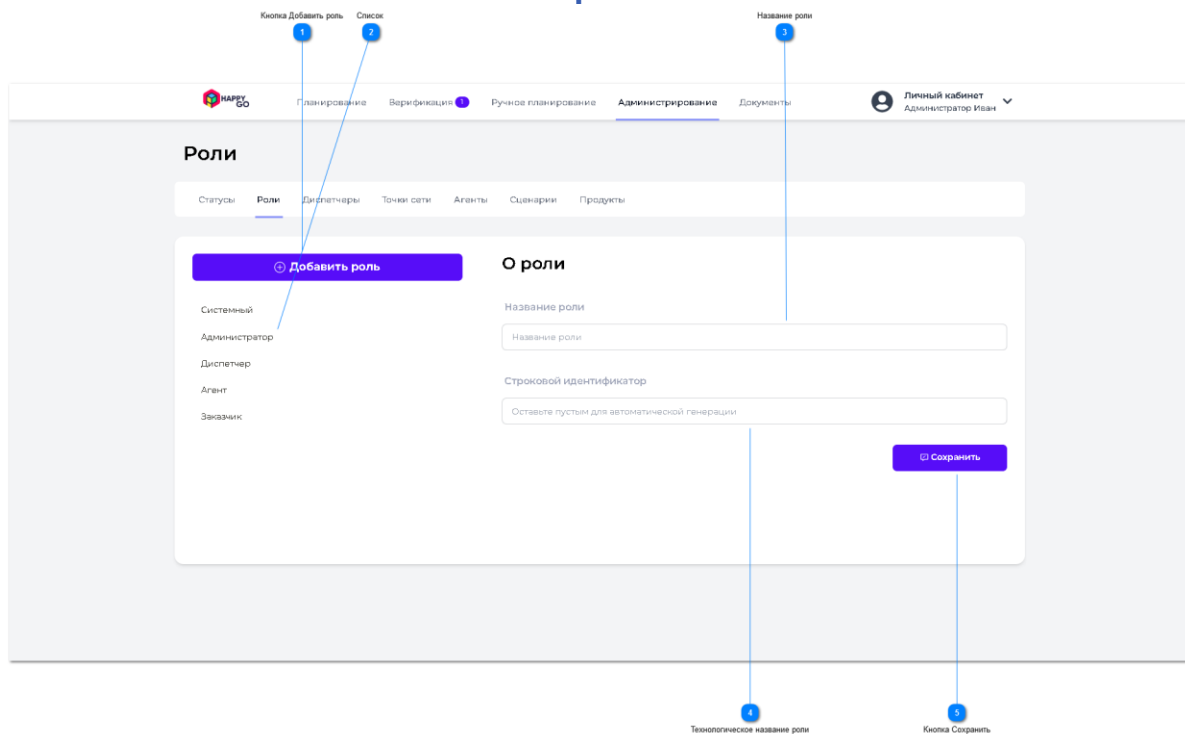 Кнопка Добавить роль Список Название роли
1 2 3
HAPPY GO Планирование Верификация 1 Ручное планирование Администрирование Документы Личный кабинет
Администратор Иван
Роли
Статусы Роли Диспетчеры Точки сети Агенты Сценарии Продукты
Добавить роль О роли
Системный Название роли
Администратор Название роли
Диспетчер
Агент Строковой идентификатор
Заказчик Оставьте пустым для автоматической генерации
Сохранить
4 5
Технологическое название роли Кнопка Сохранить